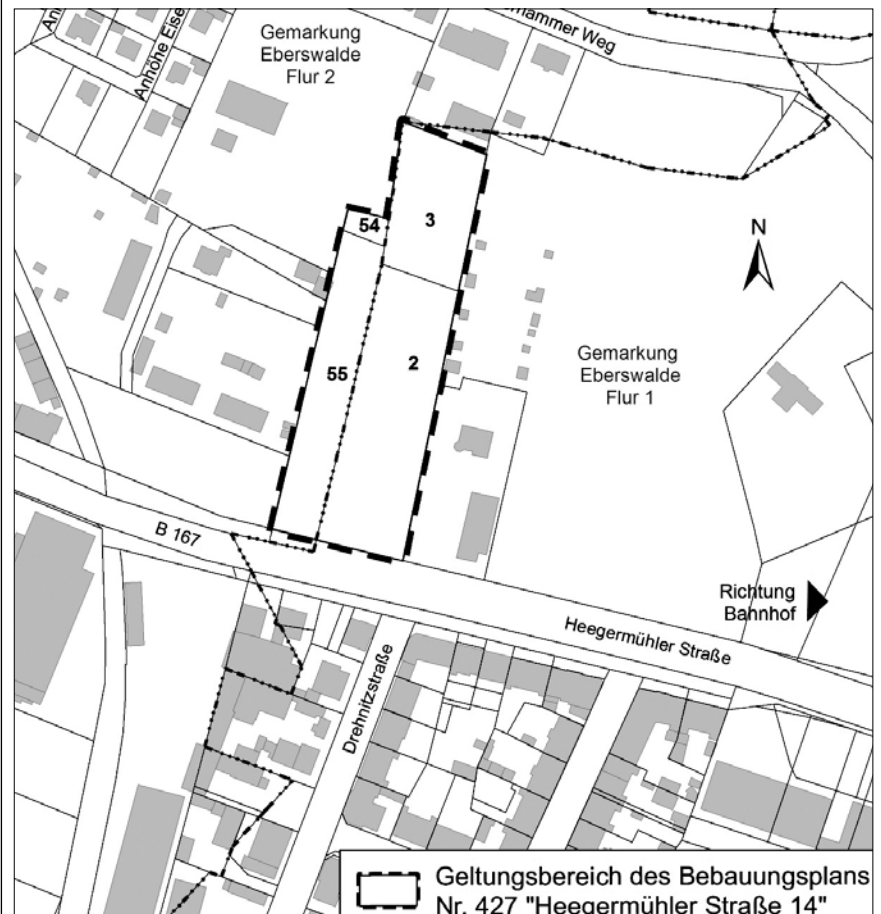 Anhöhe Eise
Gemarkung
Eberswalde
Flur 2
hammer Weg
54
3
N
55
2
Gemarkung
Eberswalde
Flur 1
B 167
Richtung
Bahnhof
Heegermühler Straße
Drehnitzstraße
Geltungsbereich des Bebauungsplans
Nr. 427 "Heegermühler Straße 14"